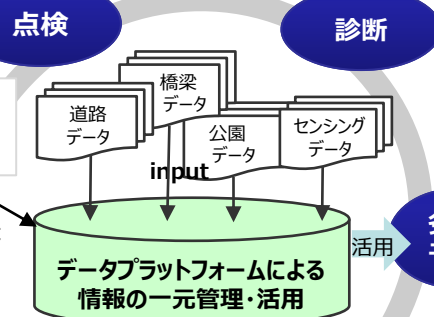 点検
診断
道路
データ
橋梁
データ
公園
データ
センシング
データ
input
活用
データプラットフォームによる
情報の一元管理・活用